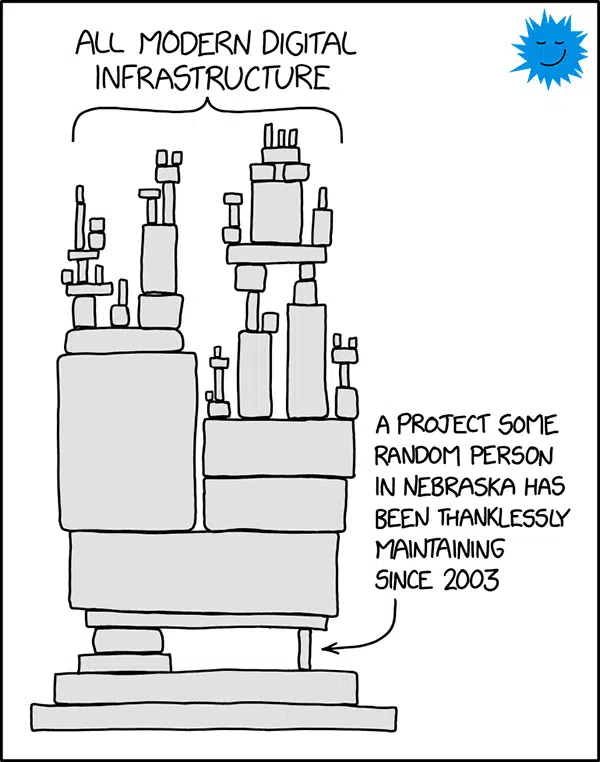 ALL MODERN DIGITAL
INFRASTRUCTURE
A PROJECT SOME
RANDOM PERSON
IN NEBRASKA HAS
BEEN THANKLESSLY
MAINTAINING
SINCE 2003